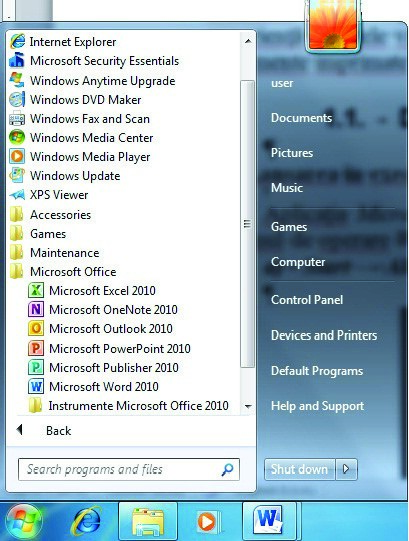 Internet Explorer
Microsoft Security Essentials
Windows Anytime Upgrade
Windows DVD Maker
Windows Fax and Scan
Windows Media Center
Windows Media Player
Windows Update
XPS Viewer
Accessories
Games
Maintenance
Microsoft Office
Microsoft Excel 2010
Microsoft OneNote 2010
Microsoft Outlook 2010
Microsoft PowerPoint 2010
Microsoft Publisher 2010
Microsoft Word 2010
Instrumente Microsoft Office 2010
Back
Search programs and files
user
Documents
Pictures
Music
Games
Computer
Control Panel
Devices and Printers
Default Programs
Help and Support
Shut down